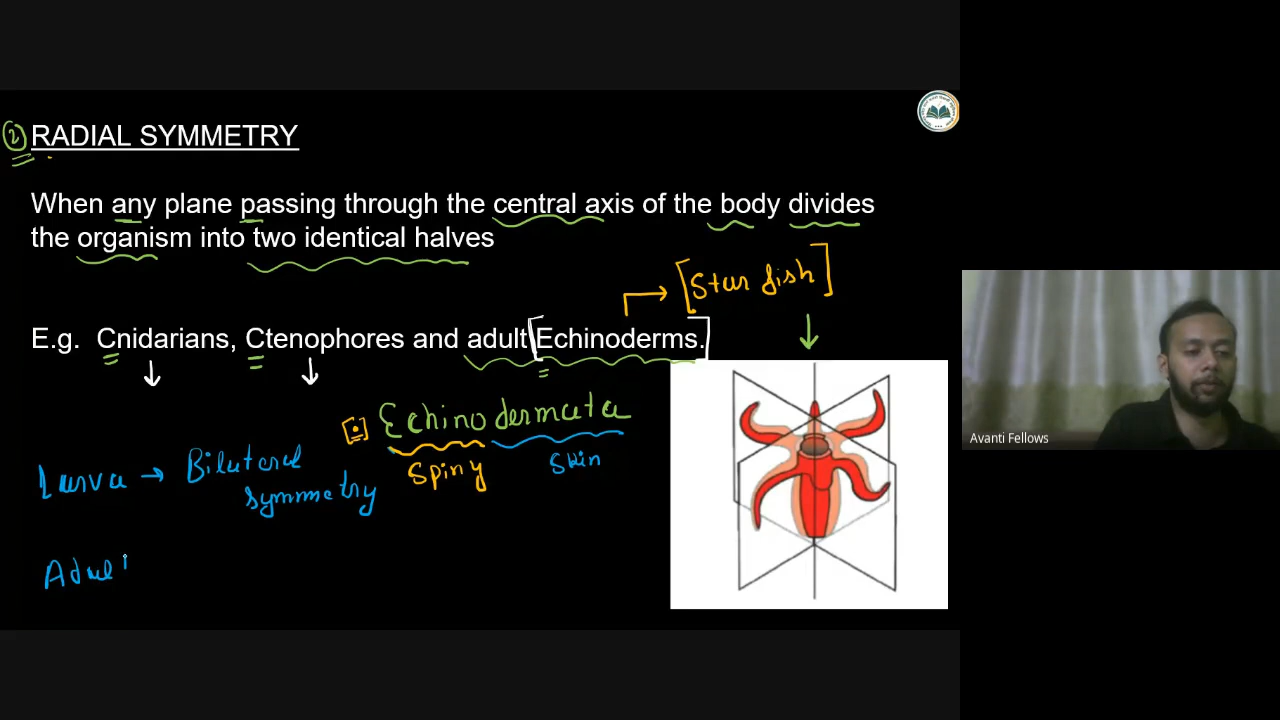 2 RADIAL SYMMETRY
When any plane passing through the central axis of the body divides
the organism into two identical halves
[Star fish]
E.g. Cnidarians, Ctenophores and adult [Echinoderms.]
Echinodermata
Spiny Skin
Larva → Bilateral
symmetry
Adul
Avanti Fellows